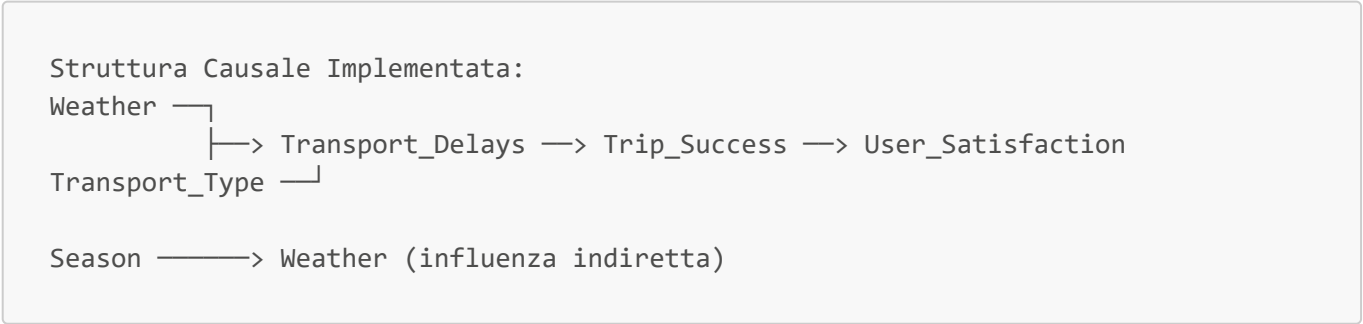 Struttura Causale Implementata:
Weather ──┐
          ├──> Transport_Delays ──> Trip_Success ──> User_Satisfaction
Transport_Type ──┘
Season ──────> Weather (influenza indiretta)